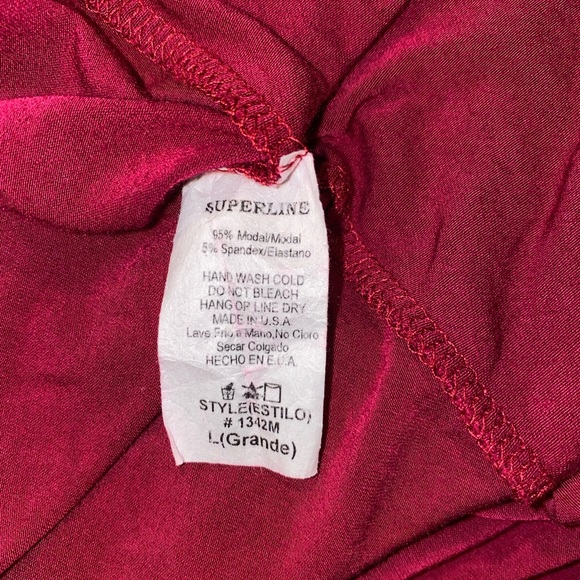 SUPERLINE
95% Modal/Modal
5% Spandex/Elastano
HAND WASH COLD
DO NOT BLEACH
HANG OR LINE DRY
MADE IN U.S.A
Lave Frio a Mano,No Cloro
Secar Colgado
HECHO EN E.U.A.
STYLE(ESTILO)
# 1342M
L(Grande)